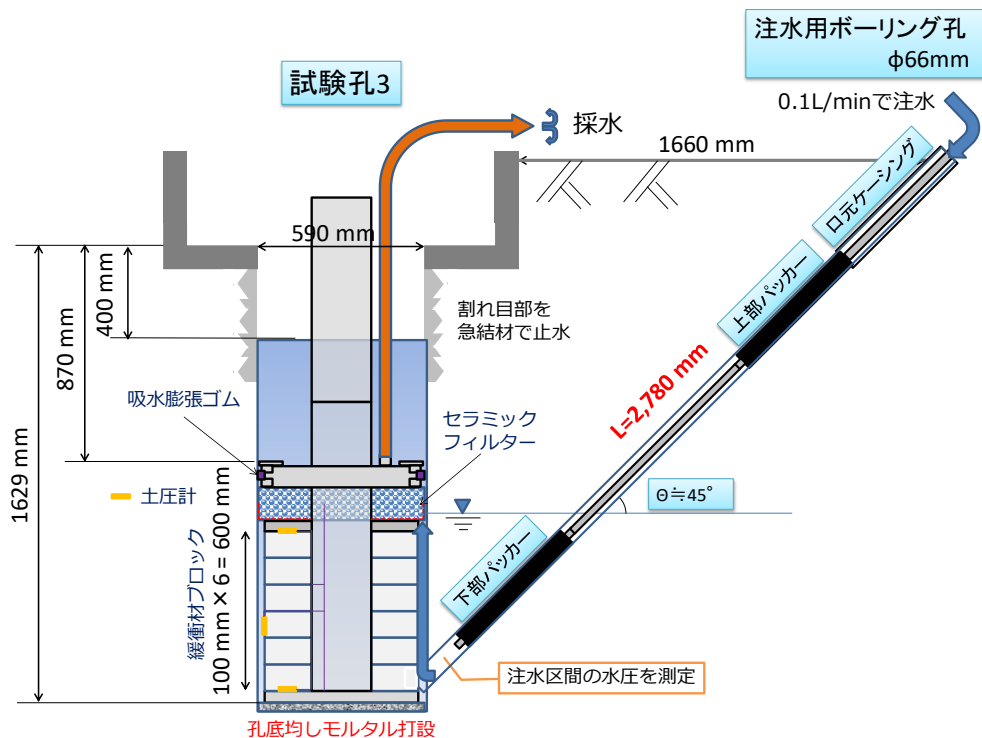 注水用ボーリング孔
φ66mm
試験孔3
0.1L/minで注水
採水
1660 mm
口元ケーシング
590 mm
上部パッカー
400 mm
割れ目部を
急結材で止水
870 mm
L=2,780 mm
吸水膨張ゴム
セラミック
フィルター
1629 mm
土圧計
Θ≒45°
緩衝材ブロック
100 mm × 6 = 600 mm
下部パッカー
注水区間の水圧を測定
孔底均しモルタル打設